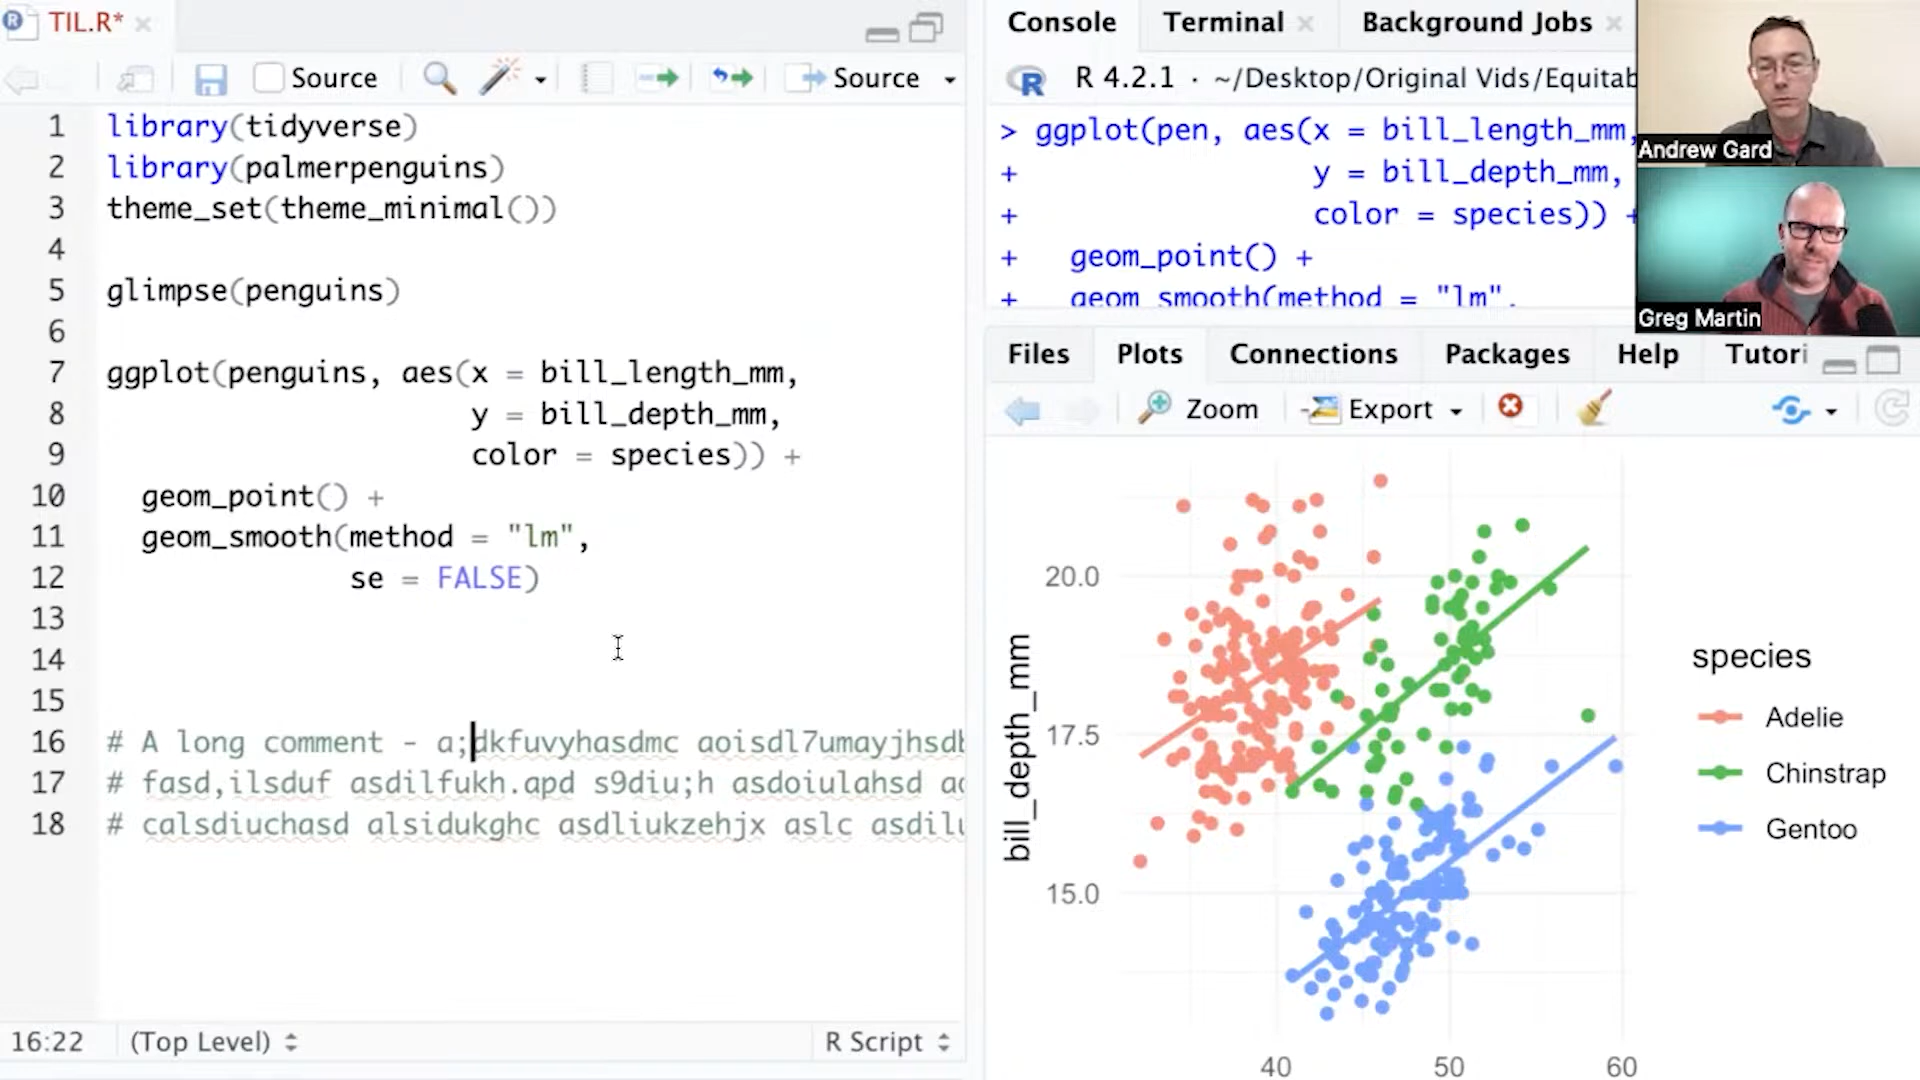 TIL.R*
Source
Source
1 library(tidyverse)
2 library(palmerpenguins)
3 theme_set(theme_minimal())
4
5 glimpse(penguins)
6
7 ggplot(penguins, aes(x = bill_length_mm,
8 y = bill_depth_mm,
9 color = species)) +
10 geom_point() +
11 geom_smooth(method = "lm",
12 se = FALSE)
13
14
15
16 # A long comment - a;dkfuvyhasdmc aoisdl7umayjhsdb
17 # fasd,ilsduf asdilfukh.apd s9diu;h asdoiulahsd
18 # calsdiuchasd alsidukghc asdliukzehjx aslc
16:22 (Top Level) R Script
Console Terminal Background Jobs
R 4.2.1 · ~/Desktop/Original Vids/Equitab
> ggplot(pen, aes(x = bill_length_mm,
+ y = bill_depth_mm,
+ color = species)) +
+ geom_point() +
+ geom_smooth(method = "lm",
Andrew Gard
Greg Martin
Files Plots Connections Packages Help Tutori
Zoom Export
bill_depth_mm
20.0
17.5
15.0
40 50 60
species
Adelie
Chinstrap
Gentoo